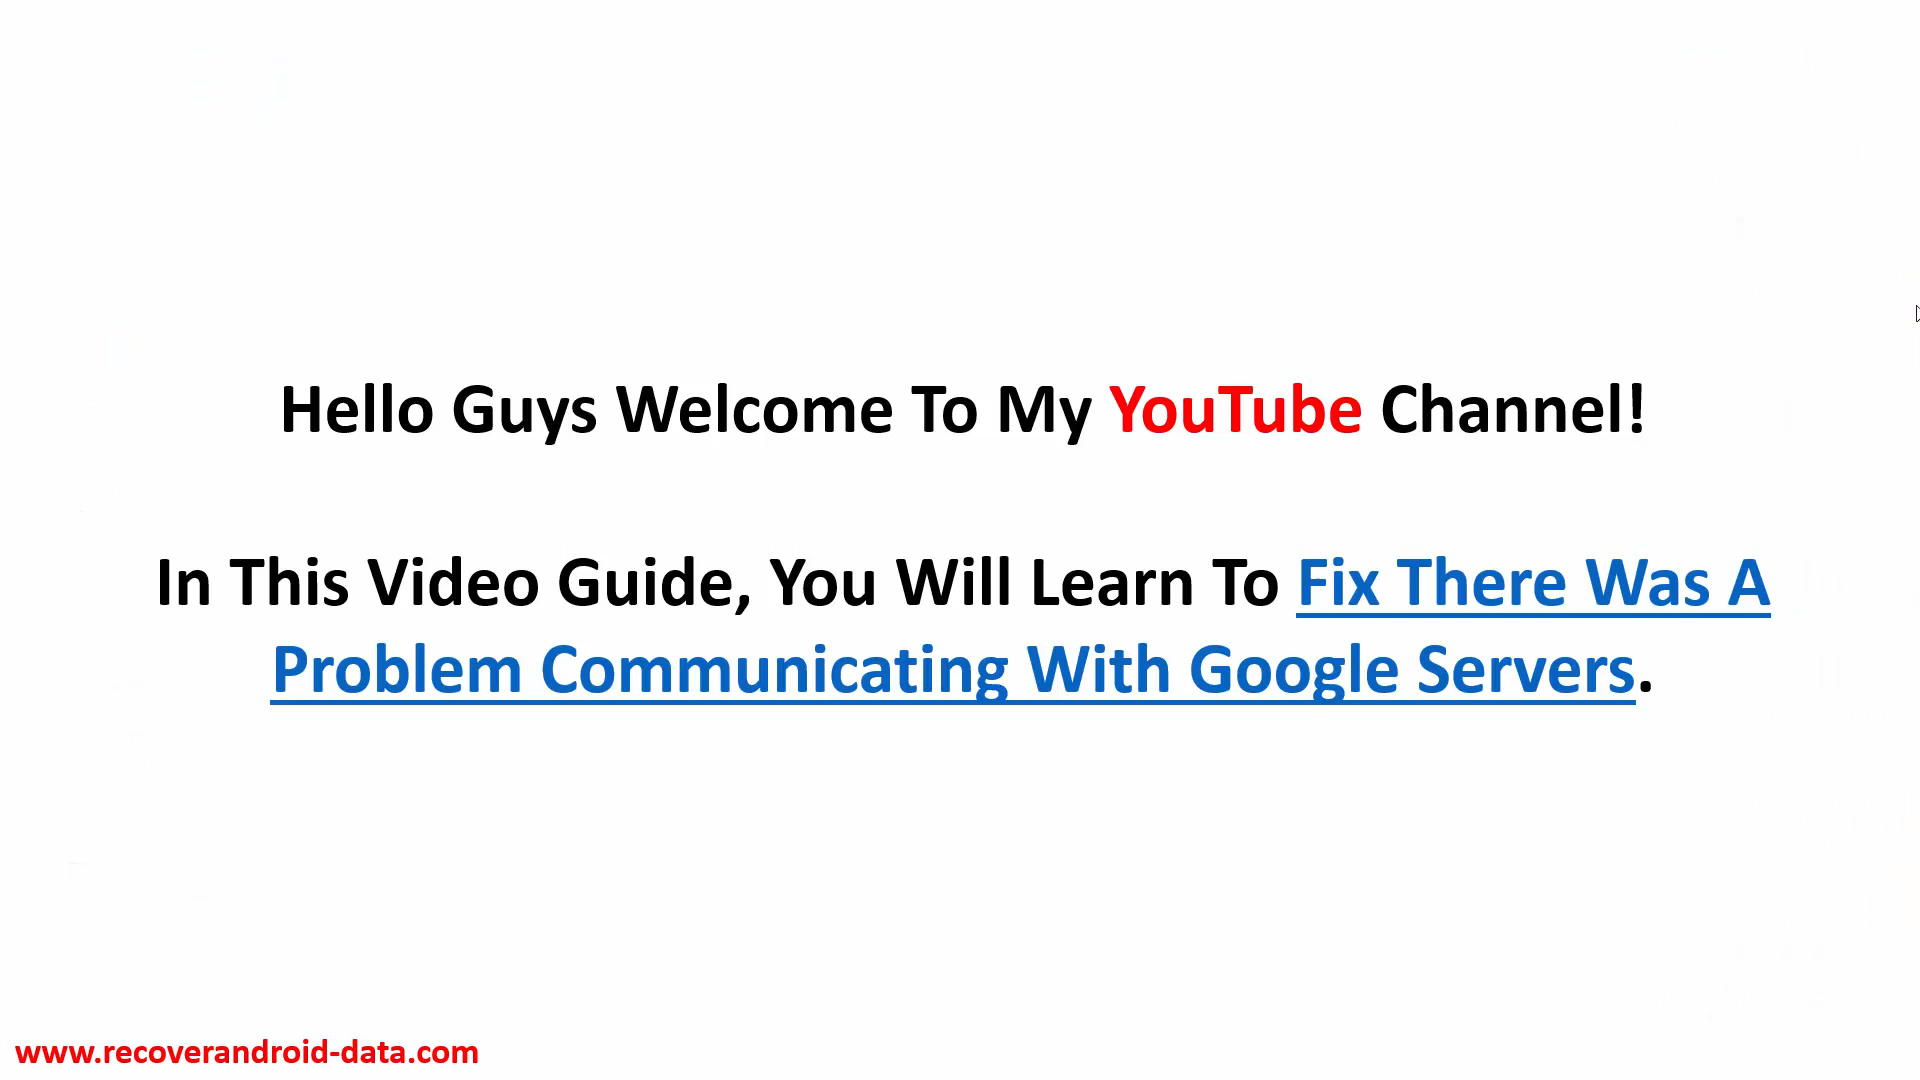 Hello Guys Welcome To My YouTube Channel!
In This Video Guide, You Will Learn To Fix There Was A
Problem Communicating With Google Servers.
www.recoverandroid-data.com